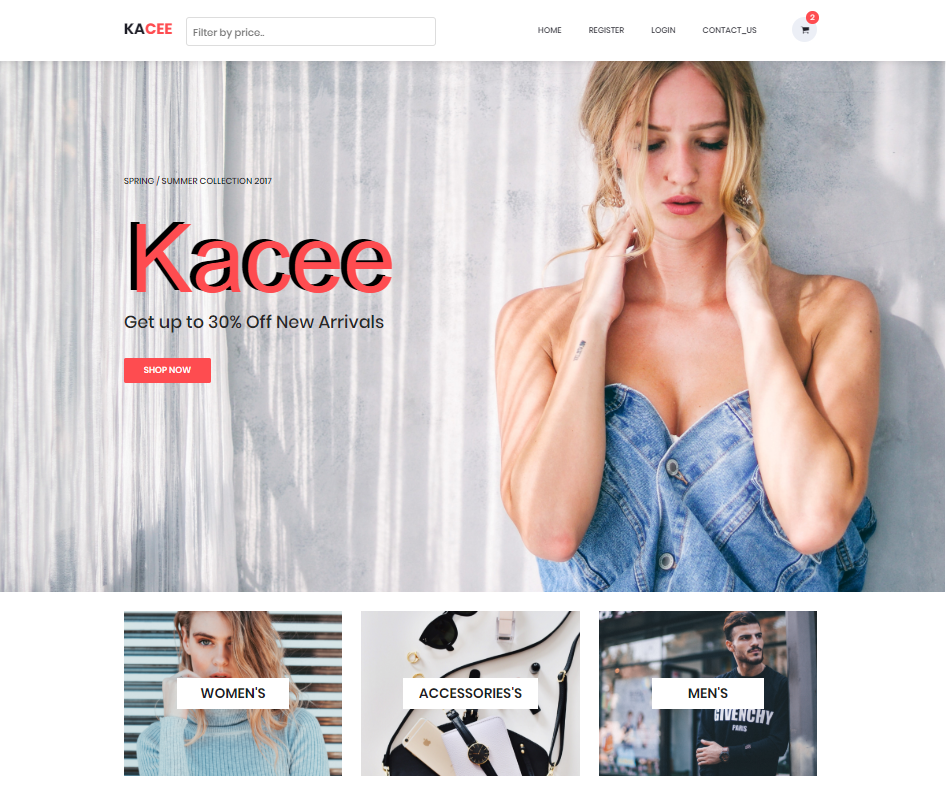 KACEE
Filter by price..
HOME
REGISTER
LOGIN
CONTACT_US
2
SPRING / SUMMER COLLECTION 2017
Kacee
Get up to 30% Off New Arrivals
SHOP NOW
WOMEN'S
ACCESSORIES'S
MEN'S
GIVENCHY
PARIS